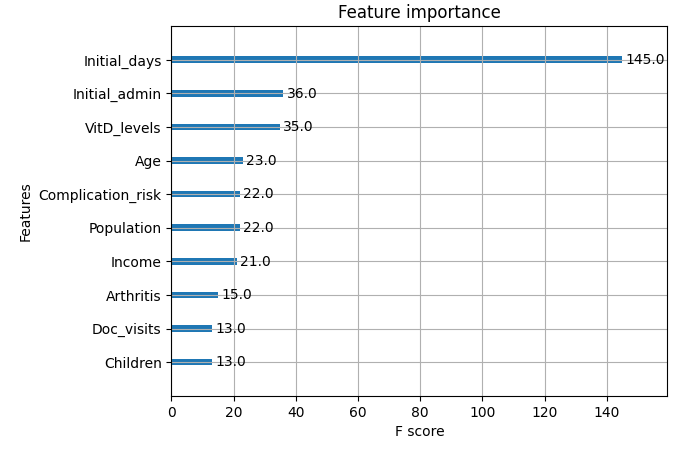 Feature importance
Features
Initial_days 145.0
Initial_admin 36.0
VitD_levels 35.0
Age 23.0
Complication_risk 22.0
Population 22.0
Income 21.0
Arthritis 15.0
Doc_visits 13.0
Children 13.0
0 20 40 60 80 100 120 140
F score